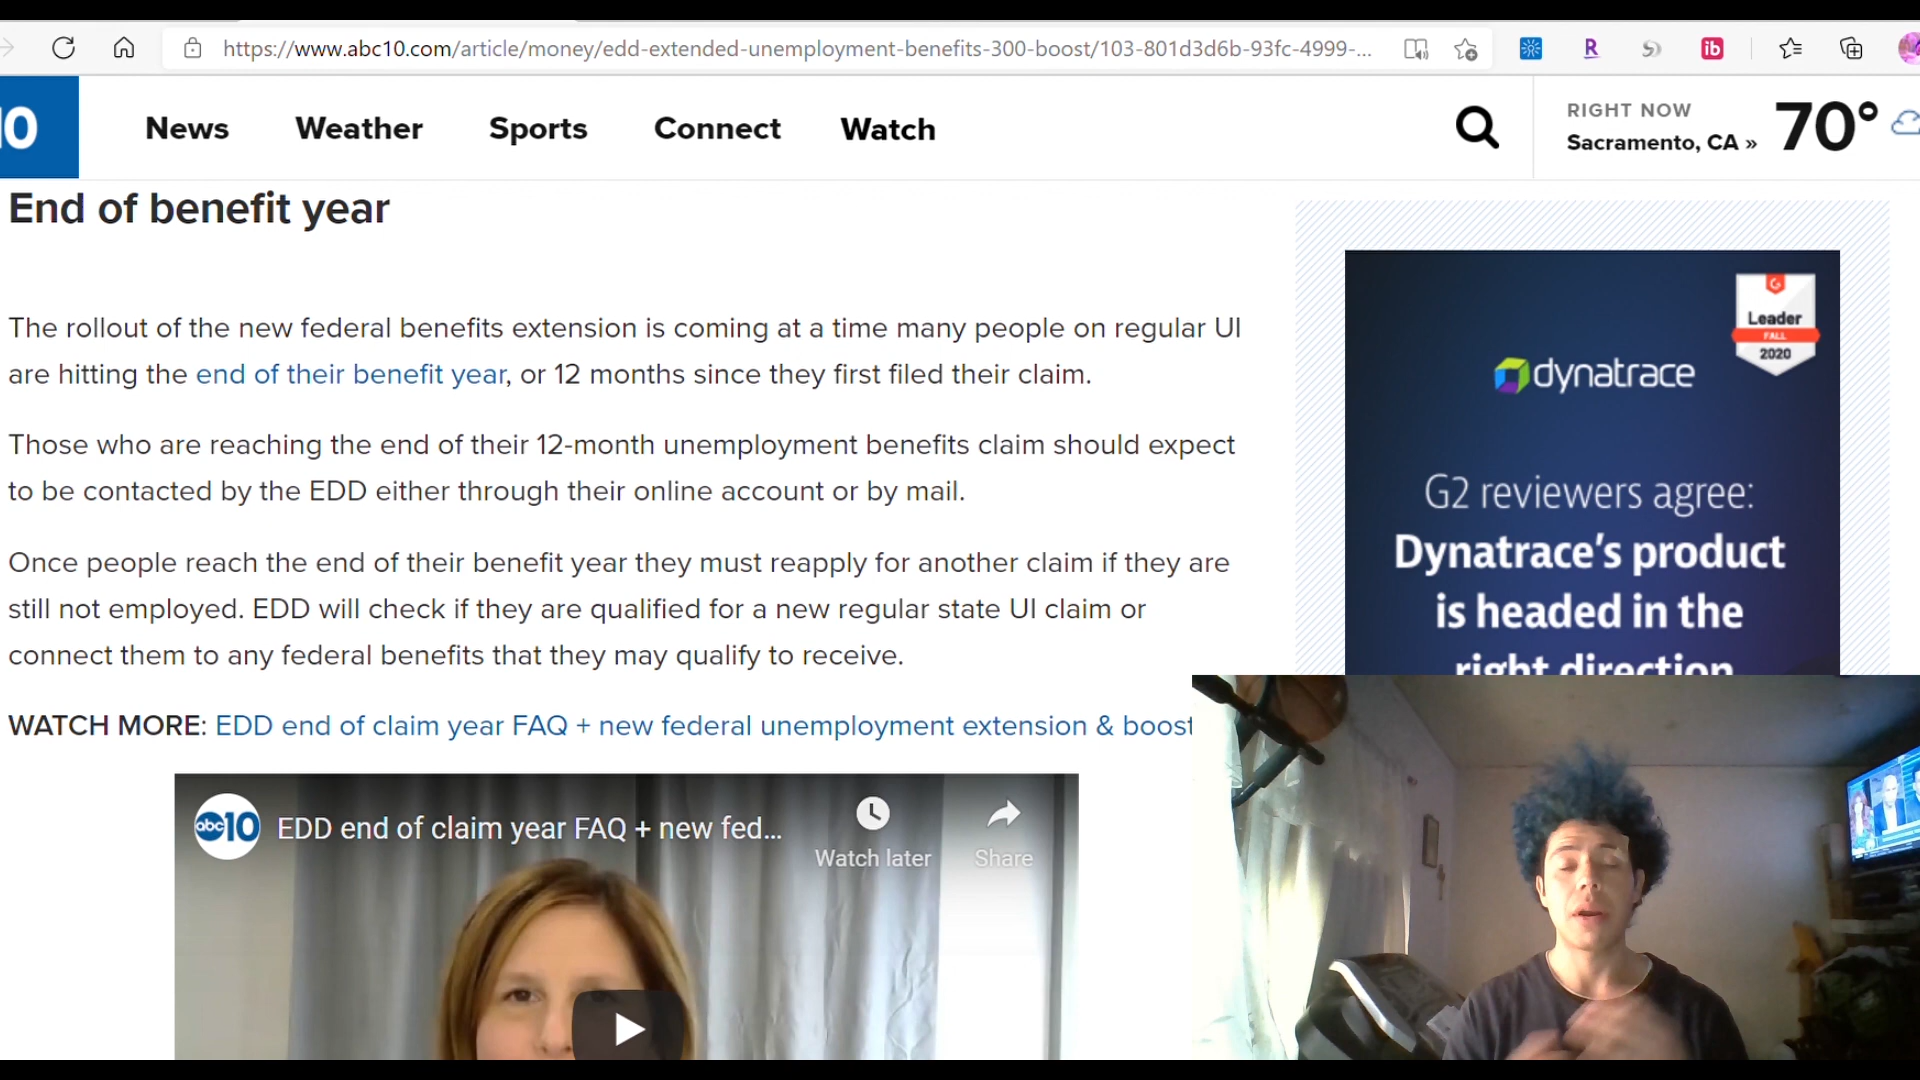 https://www.abc10.com/article/money/edd-extended-unemployment-benefits-300-boost/103-801d3d6b-93fc-4999-...
10
News
Weather
Sports
Connect
Watch
RIGHT NOW
Sacramento, CA »
70°
End of benefit year
The rollout of the new federal benefits extension is coming at a time many people on regular UI
are hitting the end of their benefit year, or 12 months since they first filed their claim.
Those who are reaching the end of their 12-month unemployment benefits claim should expect
to be contacted by the EDD either through their online account or by mail.
Once people reach the end of their benefit year they must reapply for another claim if they are
still not employed. EDD will check if they are qualified for a new regular state UI claim or
connect them to any federal benefits that they may qualify to receive.
WATCH MORE: EDD end of claim year FAQ + new federal unemployment extension & boost
abc10
EDD end of claim year FAQ + new fed...
Watch later
Share
Leader
FALL
2020
dynatrace
G2 reviewers agree:
Dynatrace's product
is headed in the
right direction